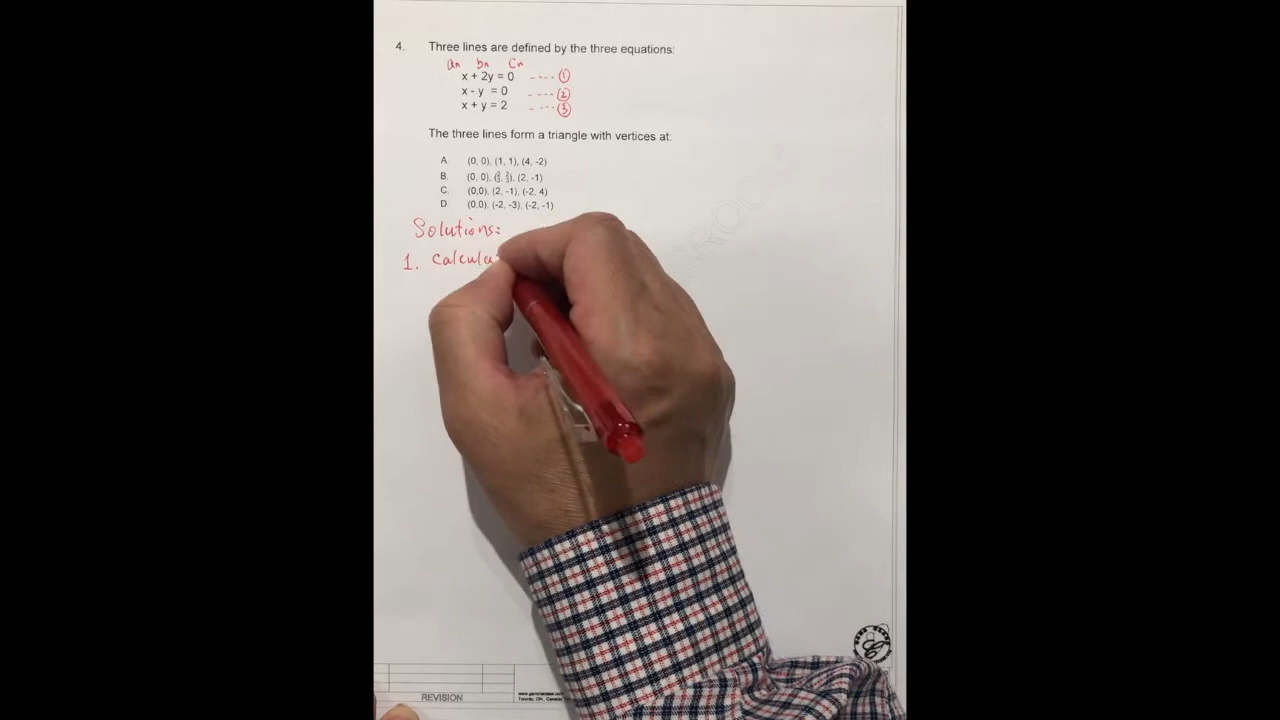 4. Three lines are defined by the three equations:
an bn cn
x + 2y = 0 ---- ①
x - y = 0 ---- ②
x + y = 2 ---- ③
The three lines form a triangle with vertices at:
A. (0, 0), (1, 1), (4, -2)
B. (0, 0), (2/3, 2/3), (2, -1)
C. (0,0), (2, -1), (-2, 4)
D. (0,0), (-2, -3), (-2, -1)
Solutions:
1. Calcula
REVISION
Toronto, ON, Canada